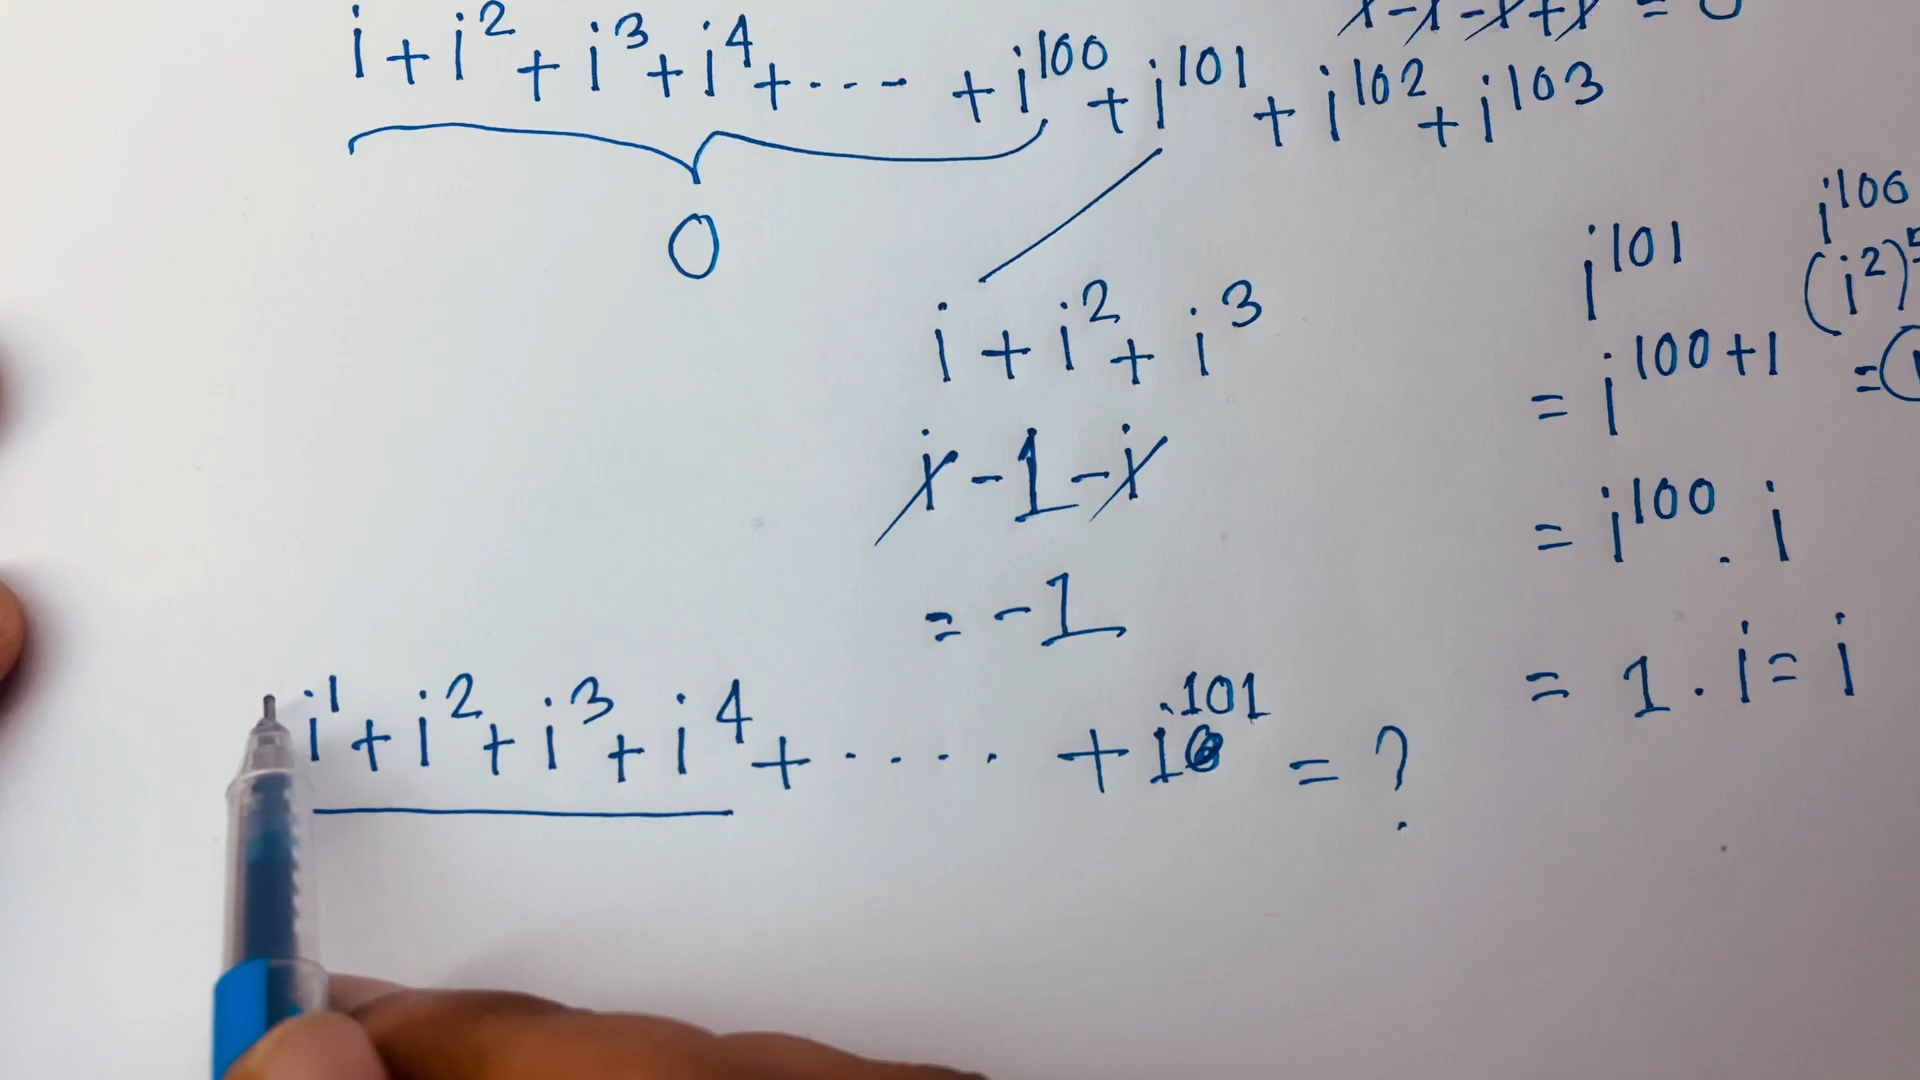 i + i² + i³ + i⁴ + --- + i¹⁰⁰ + i¹⁰¹ + i¹⁰² + i¹⁰³
0
i + i² + i³
i - 1 - i
= -1
i¹ + i² + i³ + i⁴ + ..... + i¹⁰¹ = ?
i¹⁰¹
= i¹⁰⁰⁺¹
= i¹⁰⁰ . i
= 1 . i = i